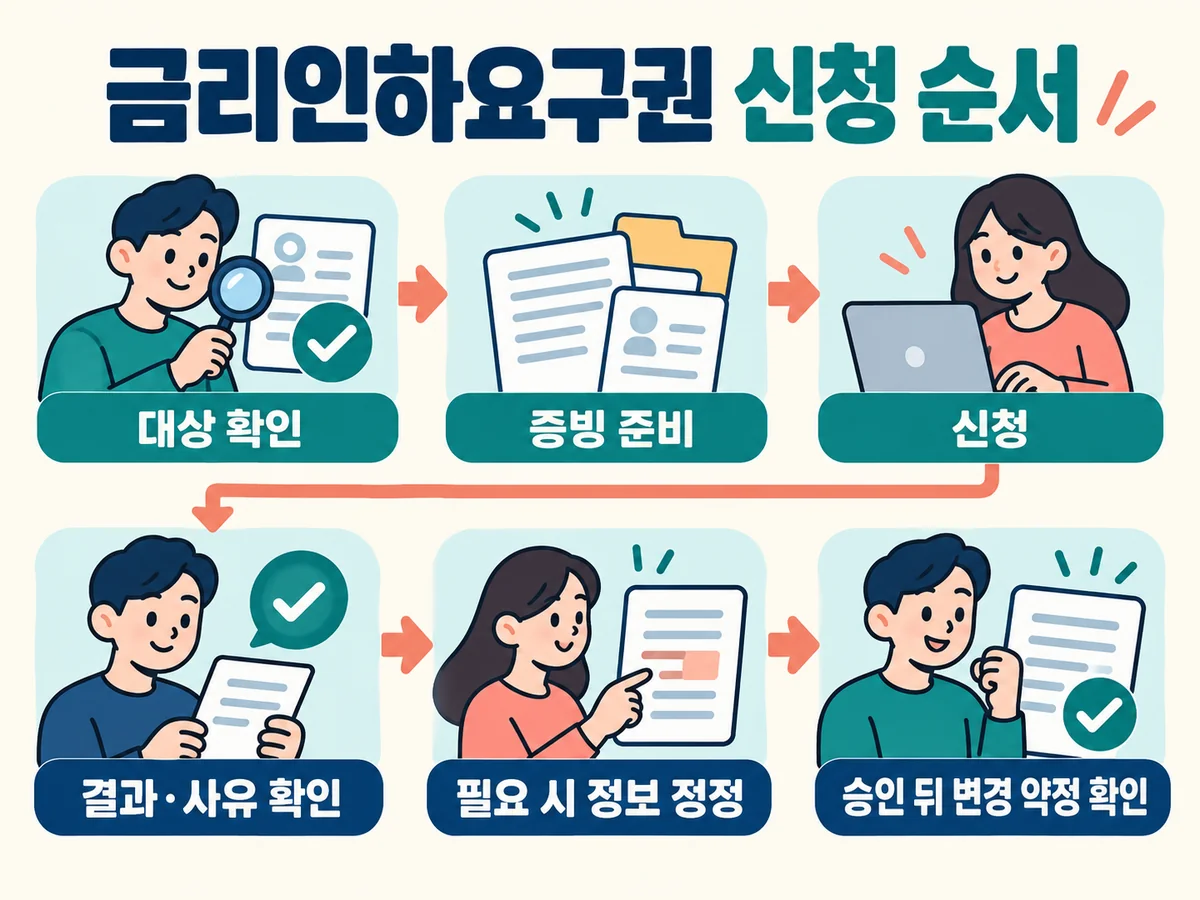 금리인하요구권 신청 순서
대상 확인
증빙 준비
신청
결과·사유 확인
필요 시 정보 정정
승인 뒤 변경 약정 확인